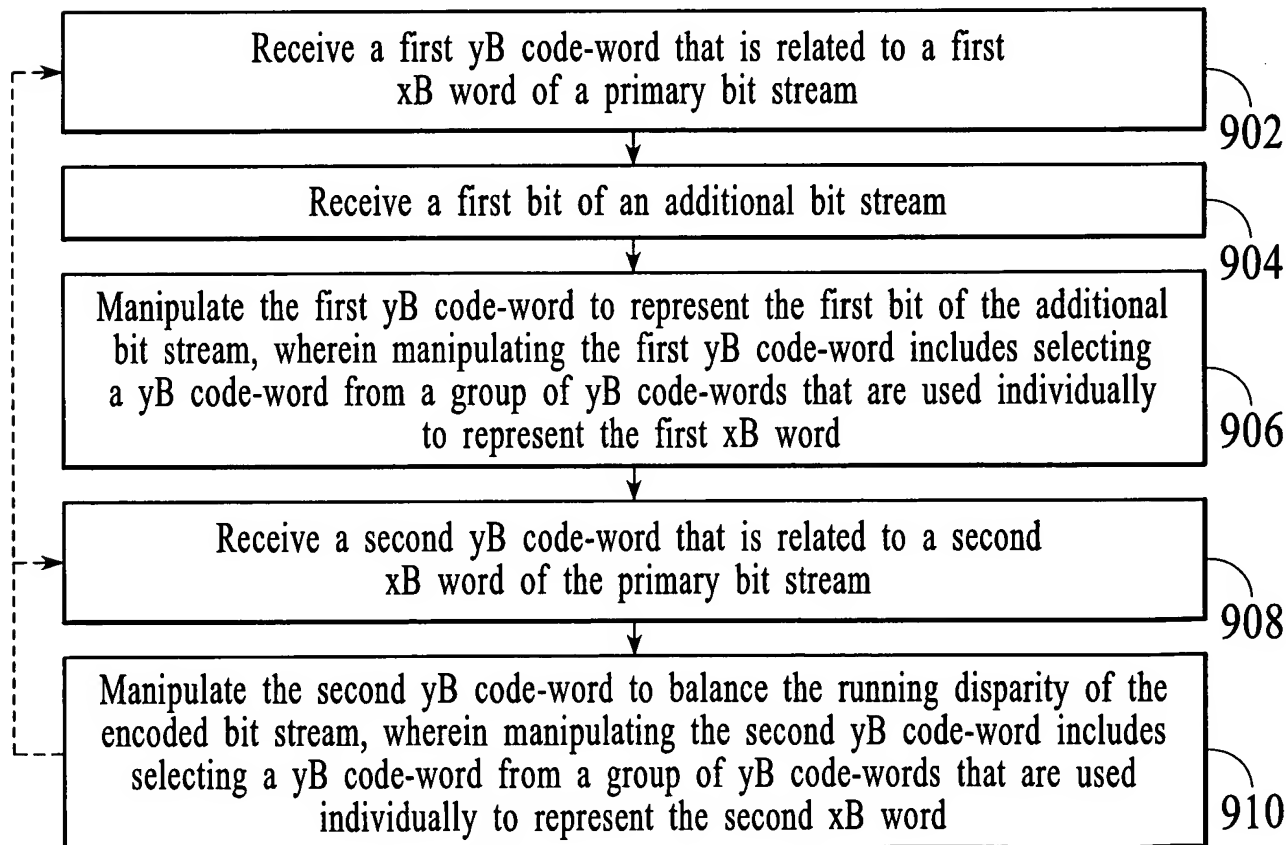 Receive a first yB code-word that is related to a first
xB word of a primary bit stream
902
Receive a first bit of an additional bit stream
904
Manipulate the first yB code-word to represent the first bit of the additional
bit stream, wherein manipulating the first yB code-word includes selecting
a yB code-word from a group of yB code-words that are used individually
to represent the first xB word
906
Receive a second yB code-word that is related to a second
xB word of the primary bit stream
908
Manipulate the second yB code-word to balance the running disparity of the
encoded bit stream, wherein manipulating the second yB code-word includes
selecting a yB code-word from a group of yB code-words that are used
individually to represent the second xB word
910